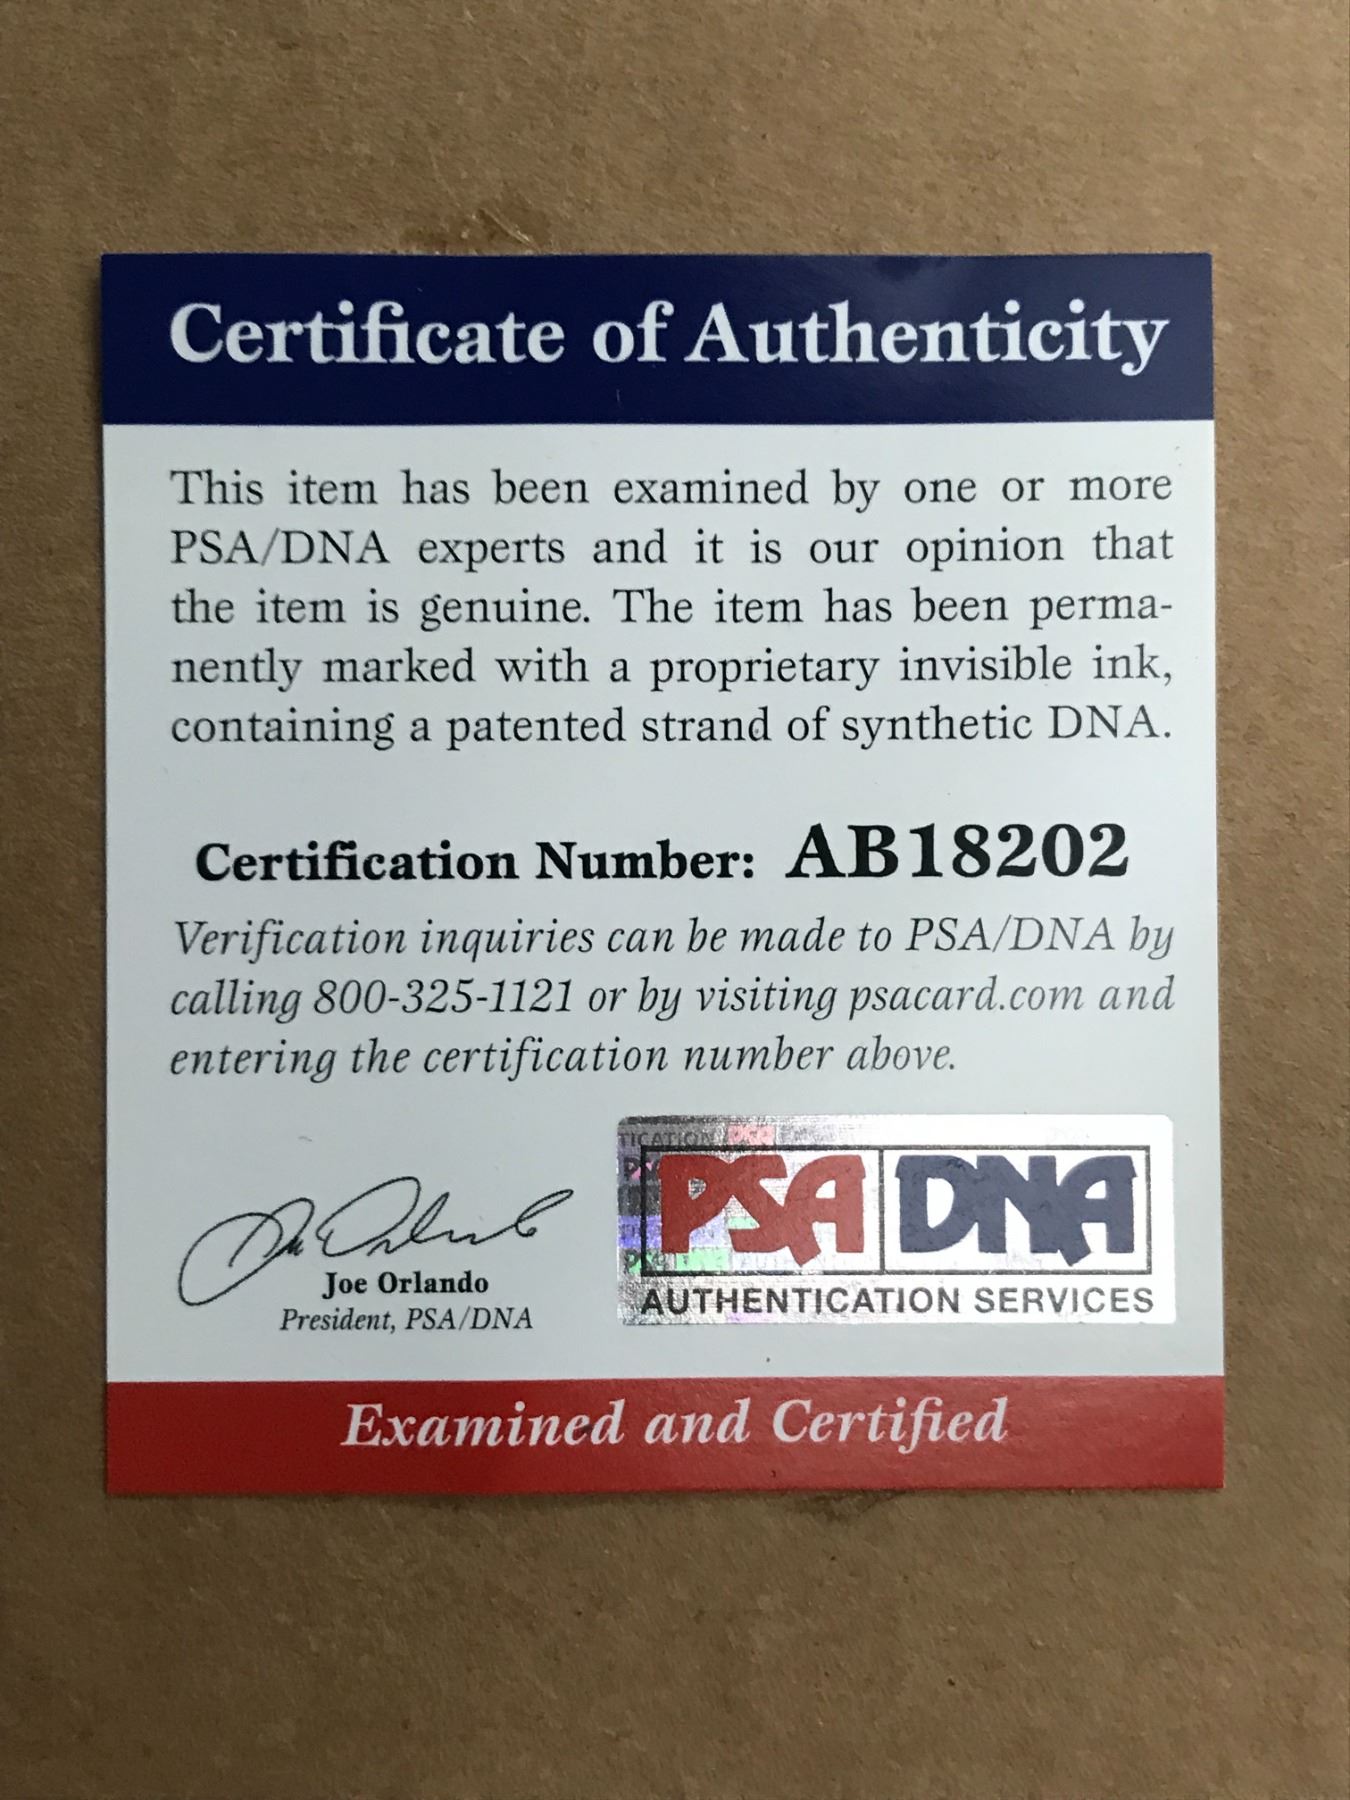 Certificate of Authenticity
This item has been examined by one or more
PSA/DNA experts and it is our opinion that
the item is genuine. The item has been perma-
nently marked with a proprietary invisible ink,
containing a patented strand of synthetic DNA.
Certification Number: AB18202
Verification inquiries can be made to PSA/DNA by
calling 800-325-1121 or by visiting psacard.com and
entering the certification number above.
Joe Orlando
President, PSA/DNA
PSA DNA
AUTHENTICATION SERVICES
Examined and Certified